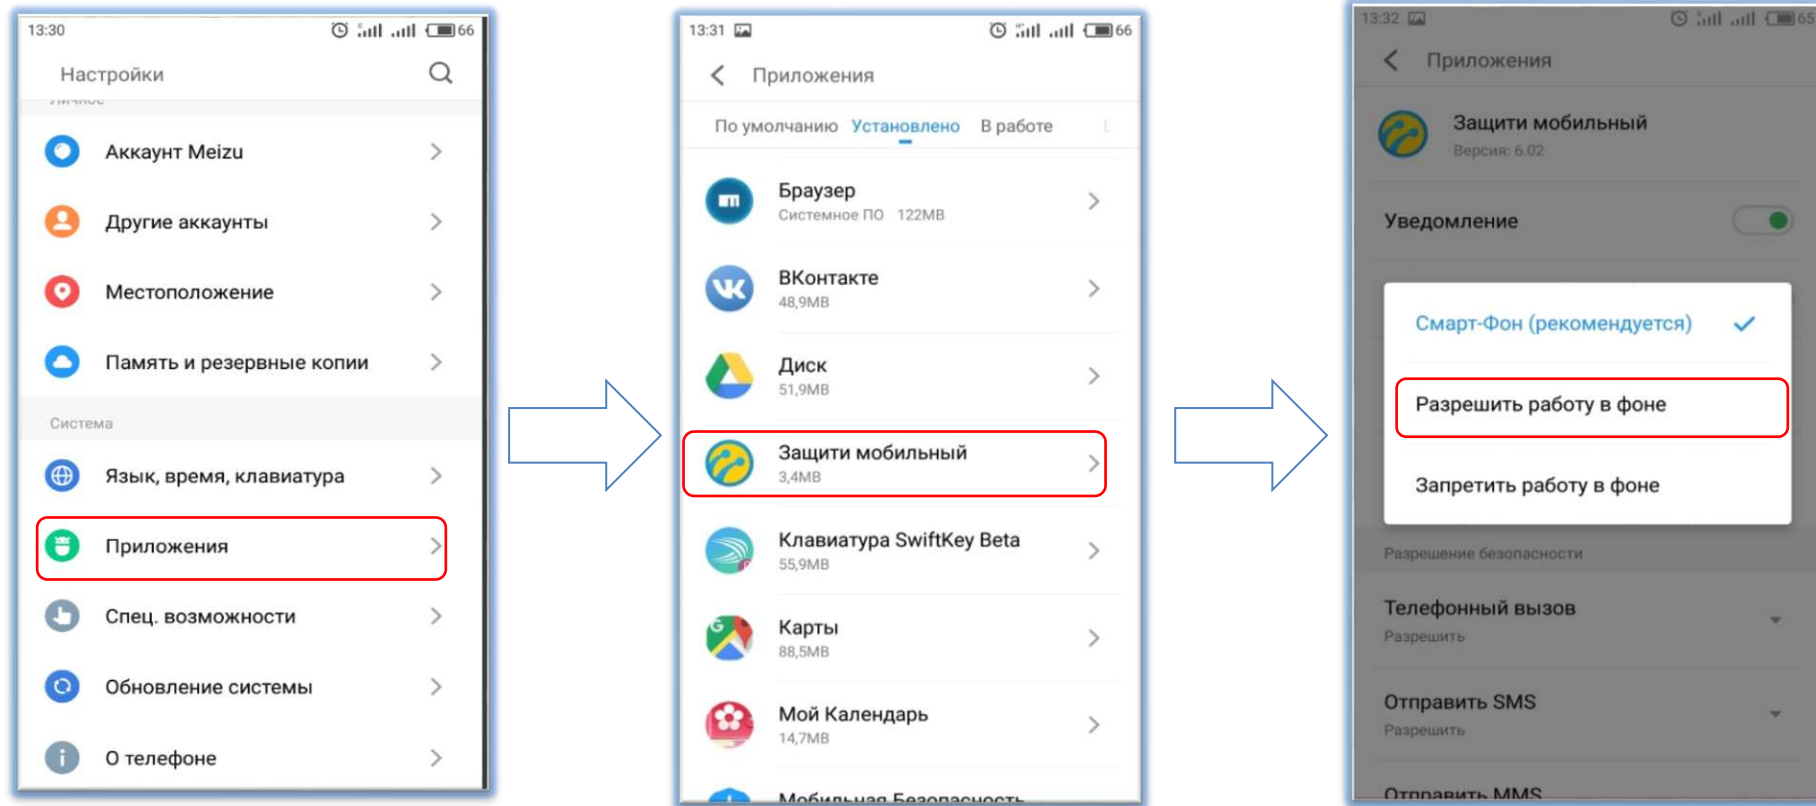 13:30
66
Настройки
Личное
Аккаунт Meizu
Другие аккаунты
Местоположение
Память и резервные копии
Система
Язык, время, клавиатура
Приложения
Спец. возможности
Обновление системы
О телефоне
13:31
66
Приложения
По умолчанию Установлено В работе
Браузер
Системное ПО 122MB
ВКонтакте
48,9MB
Диск
51,9MB
Защити мобильный
3,4MB
Клавиатура SwiftKey Beta
55,9MB
Карты
88,5MB
Мой Календарь
14,7MB
Мобильная Безопасность
13:32
65
Приложения
Защити мобильный
Версия: 6.02
Уведомление
Смарт-Фон (рекомендуется)
Разрешить работу в фоне
Запретить работу в фоне
Разрешение безопасности
Телефонный вызов
Разрешить
Отправить SMS
Разрешить
Отправить MMS